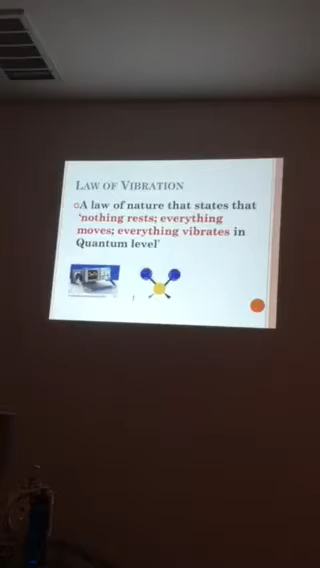 LAW OF VIBRATION
A law of nature that states that
'nothing rests; everything
moves; everything vibrates in
Quantum level'